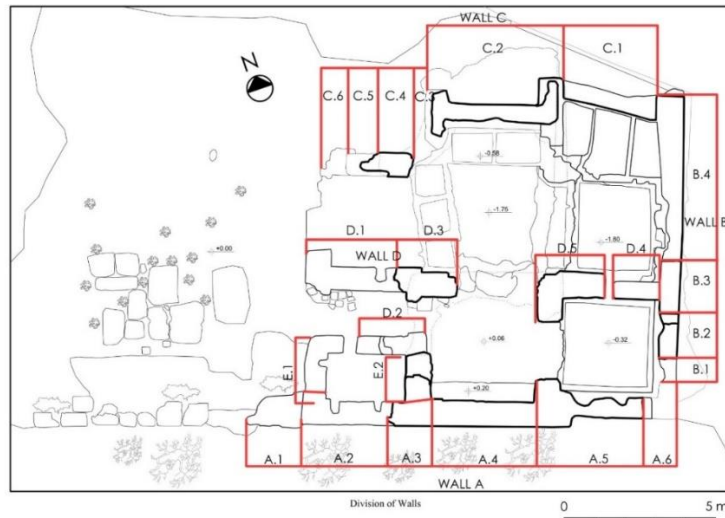 WALL C
C.2
C.1
N
C.6
C.5
C.4
C.3
-0.58
B.4
WALL B
-1.75
D.1
D.3
WALL D
+0.00
D.5
D.4
-1.60
B.3
D.2
B.2
E.1
E.2
+0.06
-0.32
B.1
+0.20
A.1
A.2
A.3
A.4
A.5
A.6
WALL A
Division of Walls
0
5 m